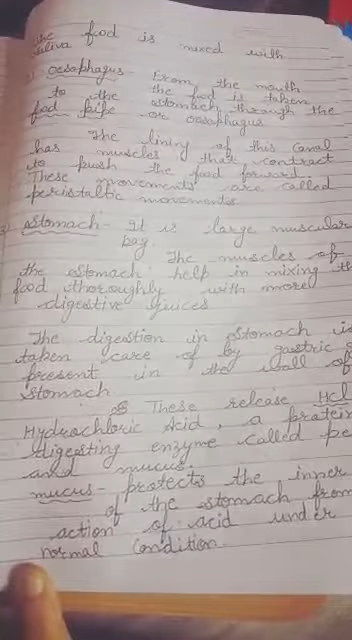 The food is mixed with
saliva
Oesophagus - From the mouth
to the the food is taken
stomach through the
food pipe or oesophagus
The lining of this canal
has muscles that contract
to push the food forward.
These movements are called
peristaltic movements
Stomach - It is large muscular
bag.
The muscles of
the stomach help in mixing the
food thoroughly with more
digestive juices
The digestion in stomach is
taken care of by gastric
present in the wall of
stomach.
These release HCl
Hydrochloric Acid, a protein
digesting enzyme called pe
and mucus.
mucus - protects the inner
of the stomach from
action of acid under
normal condition.